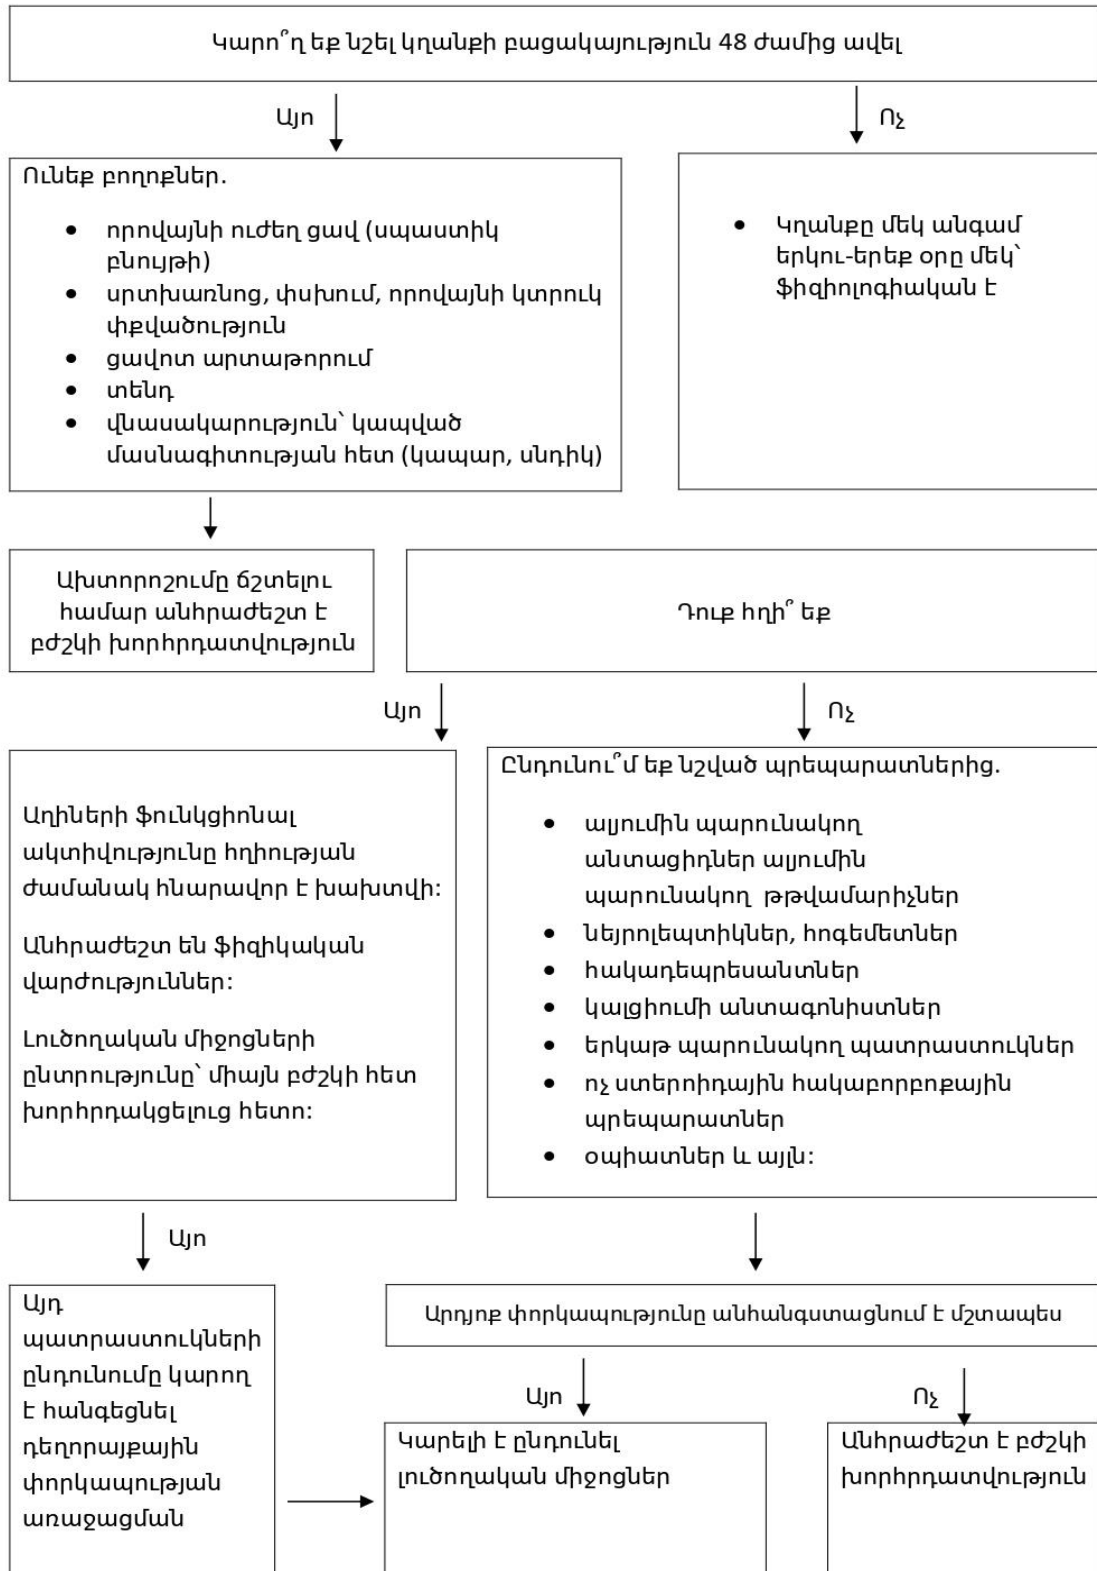 Կարո՞ղ եք նշել կղանքի բացակայություն 48 ժամից ավել
Այո
Ոչ
Ունեք բողոքներ.
• որովայնի ուժեղ ցավ (սպաստիկ
բնույթի)
• սրտխառնոց, փսխում, որովայնի կտրուկ
փքվածություն
• ցավոտ արտաթորում
• տենդ
• վնասակարություն՝ կապված
մասնագիտության հետ (կապար, սնդիկ)
• Կղանքը մեկ անգամ
երկու-երեք օրը մեկ՝
ֆիզիոլոգիական է
Ախտորոշումը ճշտելու
համար անհրաժեշտ է
բժշկի խորհրդատվություն
Դուք հղի՞ եք
Այո
Ոչ
Աղիների ֆունկցիոնալ
ակտիվությունը հղիության
ժամանակ հնարավոր է խախտվի:
Անհրաժեշտ են ֆիզիկական
վարժություններ:
Լուծողական միջոցների
ընտրությունը՝ միայն բժշկի հետ
խորհրդակցելուց հետո:
Ընդունու՞մ եք նշված պրեպարատներից.
• ալյումին պարունակող
անտացիդներ ալյումին
պարունակող թթվամարիչներ
• նեյրոլեպտիկներ, հոգեմետներ
• հակադեպրեսանտներ
• կալցիումի անտագոնիստներ
• երկաթ պարունակող պատրաստուկներ
• ոչ ստերոիդային հակաբորբոքային
պրեպարատներ
• օպիատներ և այլն:
Այո
Այդ
պատրաստուկների
ընդունումը կարող
է հանգեցնել
դեղորայքային
փորկապության
առաջացման
Արդյոք փորկապությունը անհանգստացնում է մշտապես
Այո
Ոչ
Կարելի է ընդունել
լուծողական միջոցներ
Անհրաժեշտ է բժշկի
խորհրդատվություն